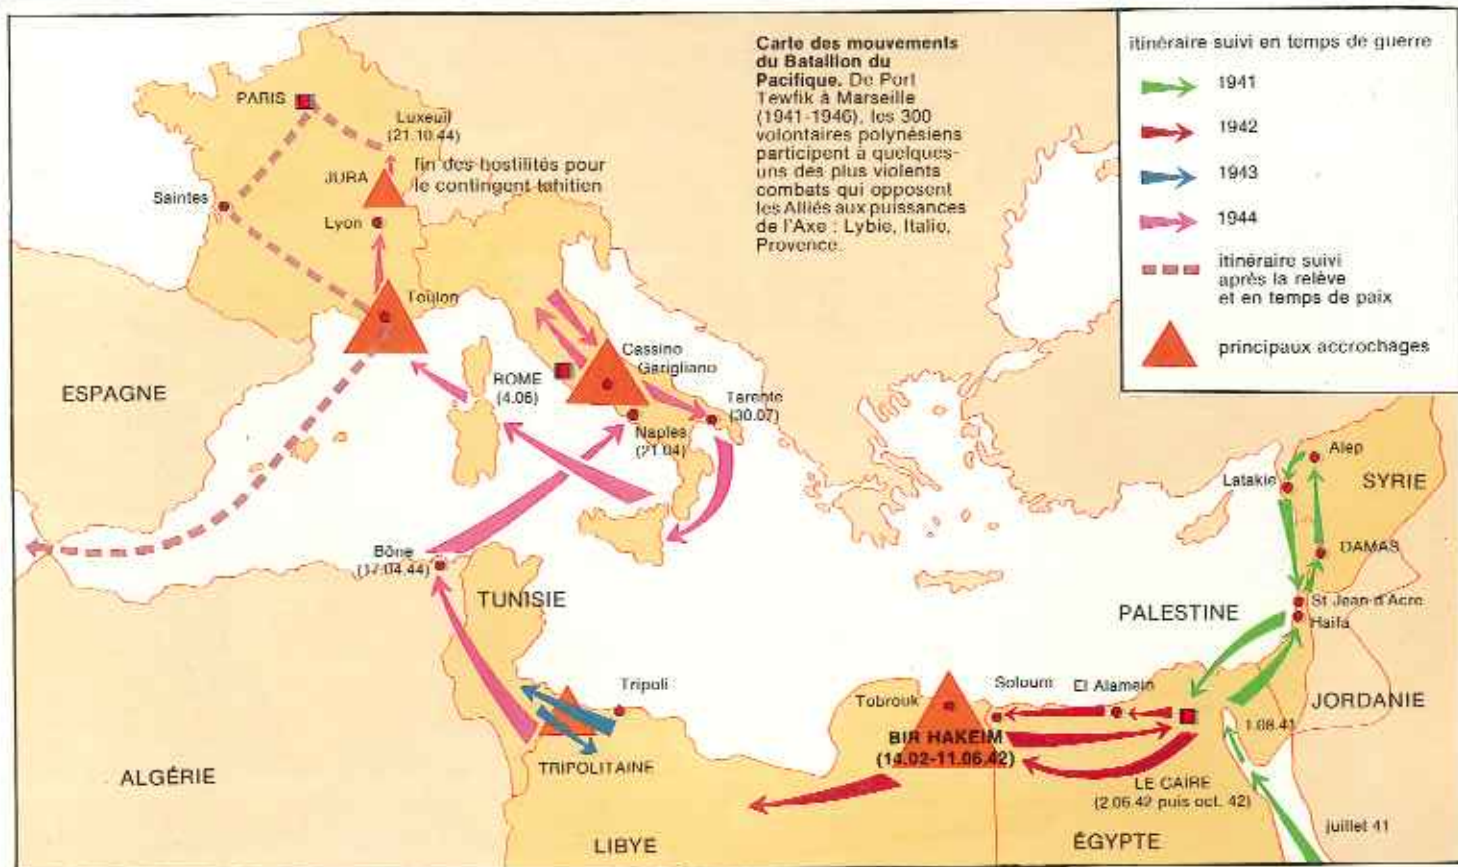 Carte des mouvements
du Batallion du
Pacifique. De Port
Tewfik à Marseille
(1941-1946), les 300
volontaires polynésiens
participent à quelques-
uns des plus violents
combats qui opposent
les Alliés aux puissances
de l'Axe : Lybie, Italie,
Provence.
itinéraire suivi en temps de guerre
1941
1942
1943
1944
itinéraire suivi
après la relève
et en temps de paix
principaux accrochages
PARIS
Luxeuil
(21.10.44)
fin des hostilités pour
le contingent tahitien
JURA
Saintes
Lyon
Toulon
ESPAGNE
ROME
(4.06)
Cassino
Garigliano
Tarente
(30.07)
Naples
(21.04)
Alep
Latakie
SYRIE
DAMAS
Bône
(17.04.44)
TUNISIE
PALESTINE
St Jean-d'Acre
Haïfa
JORDANIE
Tripoli
Tobrouk
Soloum
El Alamein
1.08.41
BIR HAKEIM
(14.02-11.06.42)
TRIPOLITAINE
ALGÉRIE
LE CAIRE
(2.06.42 puis oct. 42)
juillet 41
LIBYE
ÉGYPTE